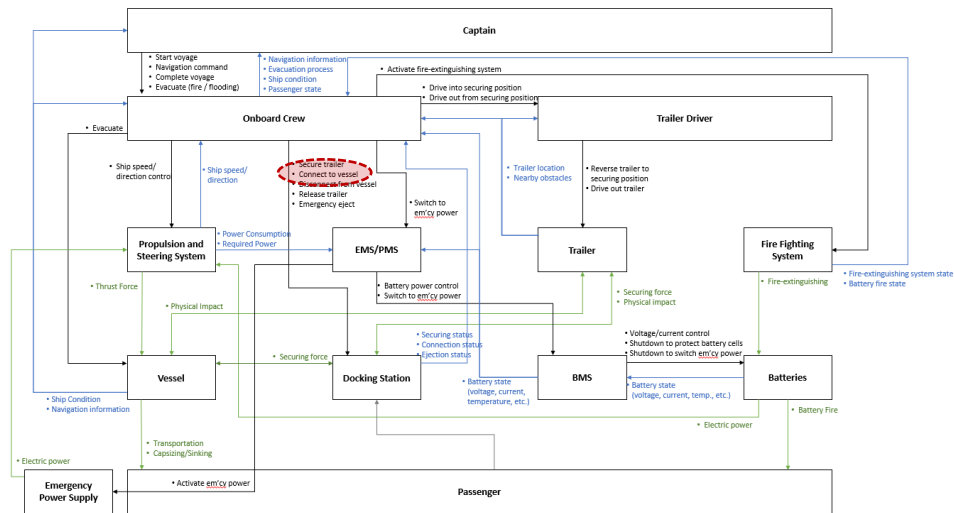 Captain
• Start voyage
• Navigation command
• Complete voyage
• Evacuate (fire / flooding)
• Navigation information
• Evacuation process
• Ship condition
• Passenger state
• Activate fire-extinguishing system
• Drive into securing position
• Drive out from securing position
Onboard Crew
Trailer Driver
• Evacuate
• Ship speed/
direction control
• Ship speed/
direction
Secure trailer
• Connect to vessel
• Disconnect from vessel
• Release trailer
• Emergency eject
• Switch to
em'cy power
• Trailer location
• Nearby obstacles
• Reverse trailer to
securing position
• Drive out trailer
Propulsion and
Steering System
• Power Consumption
• Required Power
EMS/PMS
Trailer
Fire Fighting
System
• Fire-extinguishing system state
• Battery fire state
• Thrust Force
• Physical Impact
• Battery power control
• Switch to em'cy power
• Securing force
• Physical impact
• Fire-extinguishing
• Securing status
• Connection status
• Ejection status
• Voltage/current control
• Shutdown to protect battery cells
• Shutdown to switch em'cy power
Vessel
• Securing force
Docking Station
BMS
Batteries
• Battery state
(voltage, current,
temperature, etc.)
• Battery state
(voltage, current, temp., etc.)
• Ship Condition
• Navigation information
• Battery Fire
• Electric power
• Transportation
• Capsizing/Sinking
• Electric power
Emergency
Power Supply
• Activate em'cy power
Passenger